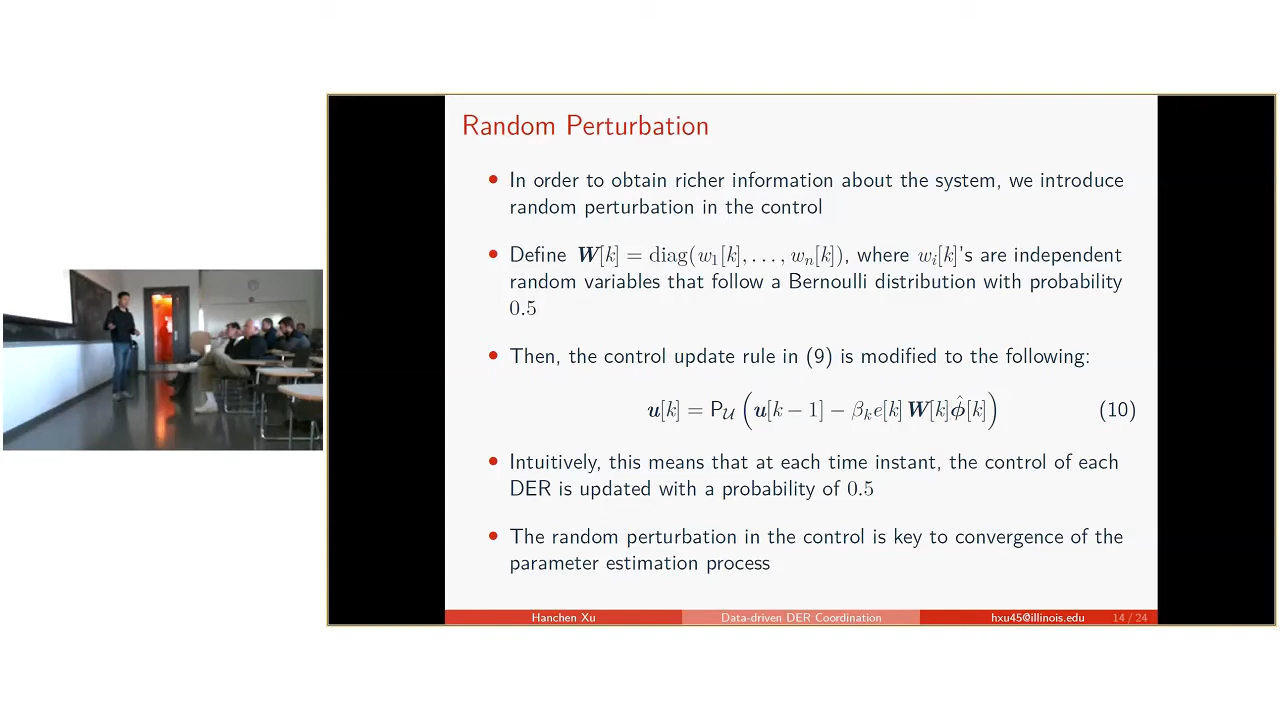 Random Perturbation
• In order to obtain richer information about the system, we introduce
random perturbation in the control
• Define W[k] = diag(w₁[k], . . . , wₙ[k]), where wᵢ[k]'s are independent
random variables that follow a Bernoulli distribution with probability
0.5
• Then, the control update rule in (9) is modified to the following:
u[k] = P_𝒰 (u[k − 1] − βₖe[k]W[k]ϕ̂[k]) (10)
• Intuitively, this means that at each time instant, the control of each
DER is updated with a probability of 0.5
• The random perturbation in the control is key to convergence of the
parameter estimation process
Hanchen Xu Data-driven DER Coordination hxu45@illinois.edu 14 / 24